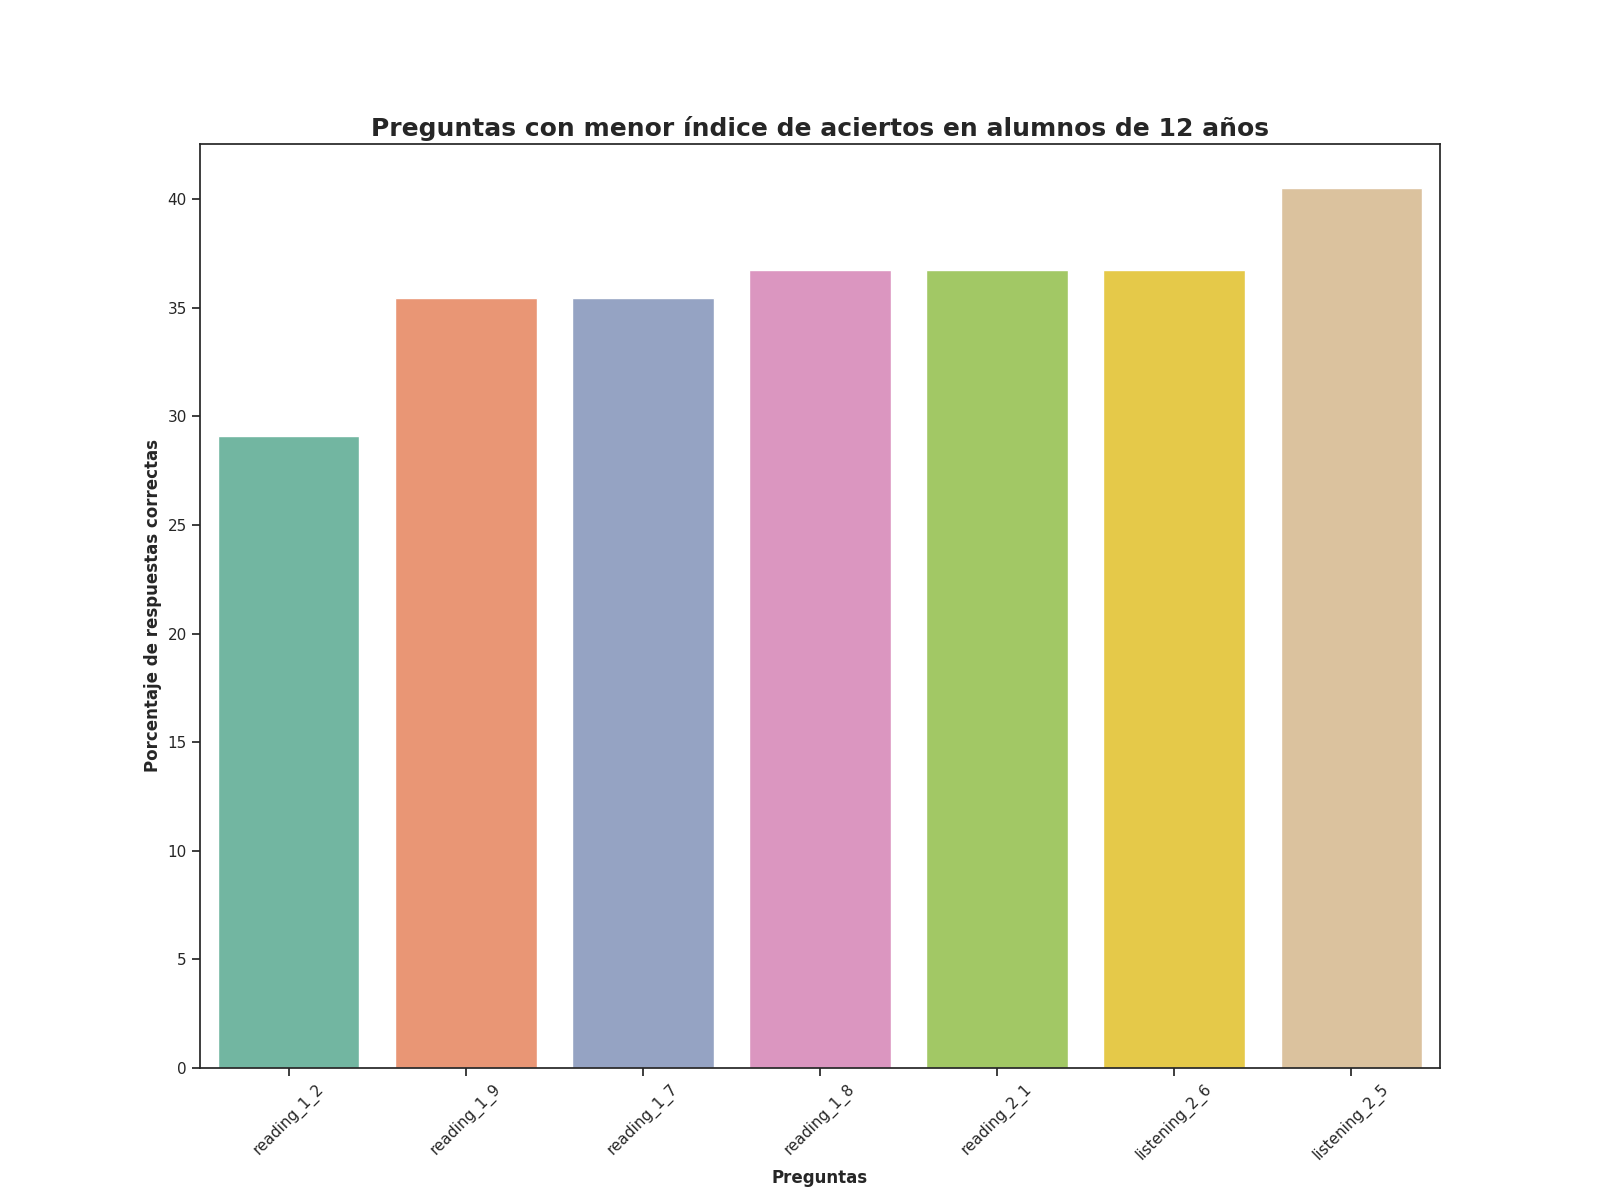 Preguntas con menor índice de aciertos en alumnos de 12 años
Porcentaje de respuestas correctas
40
35
30
25
20
15
10
5
0
reading_1_2
reading_1_9
reading_1_7
reading_1_8
reading_2_1
listening_2_6
listening_2_5
Preguntas